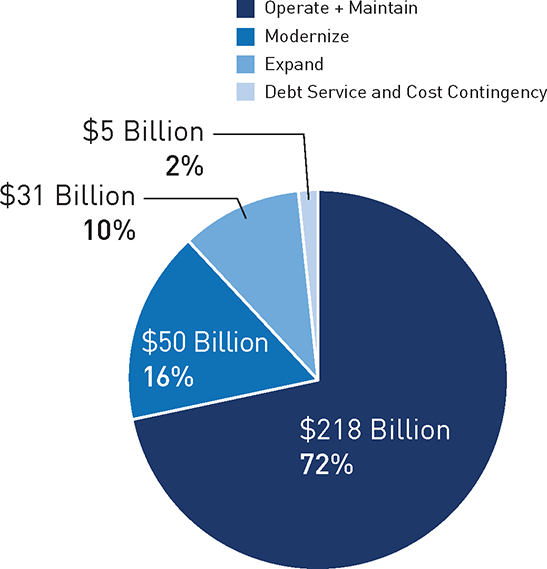 Operate + Maintain
Modernize
Expand
Debt Service and Cost Contingency
$5 Billion
2%
$31 Billion
10%
$50 Billion
16%
$218 Billion
72%